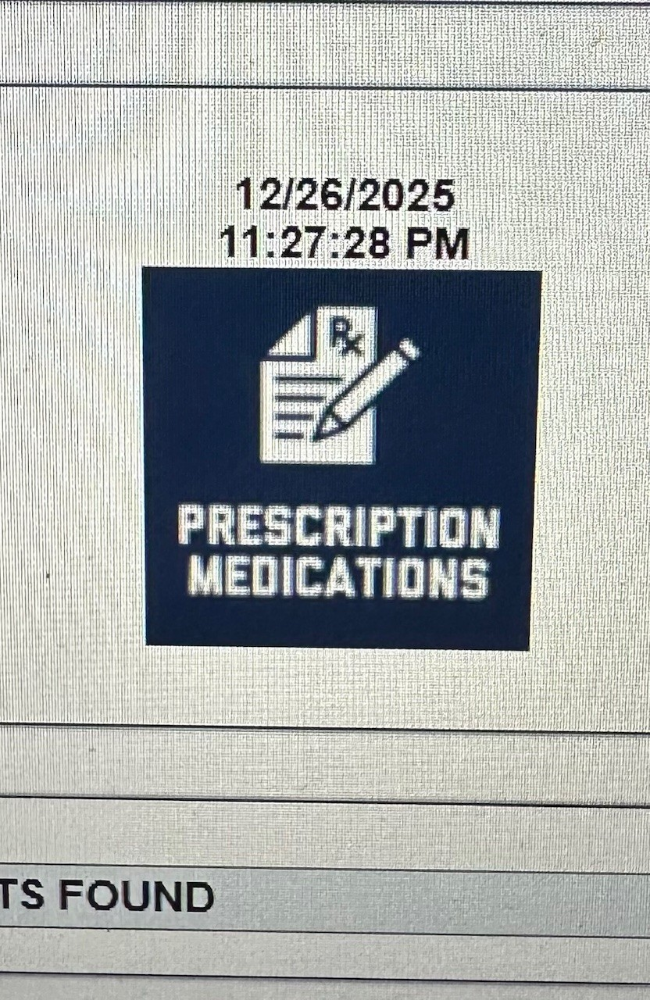 12/26/2025
11:27:28 PM
Rx
PRESCRIPTION
MEDICATIONS
TS FOUND